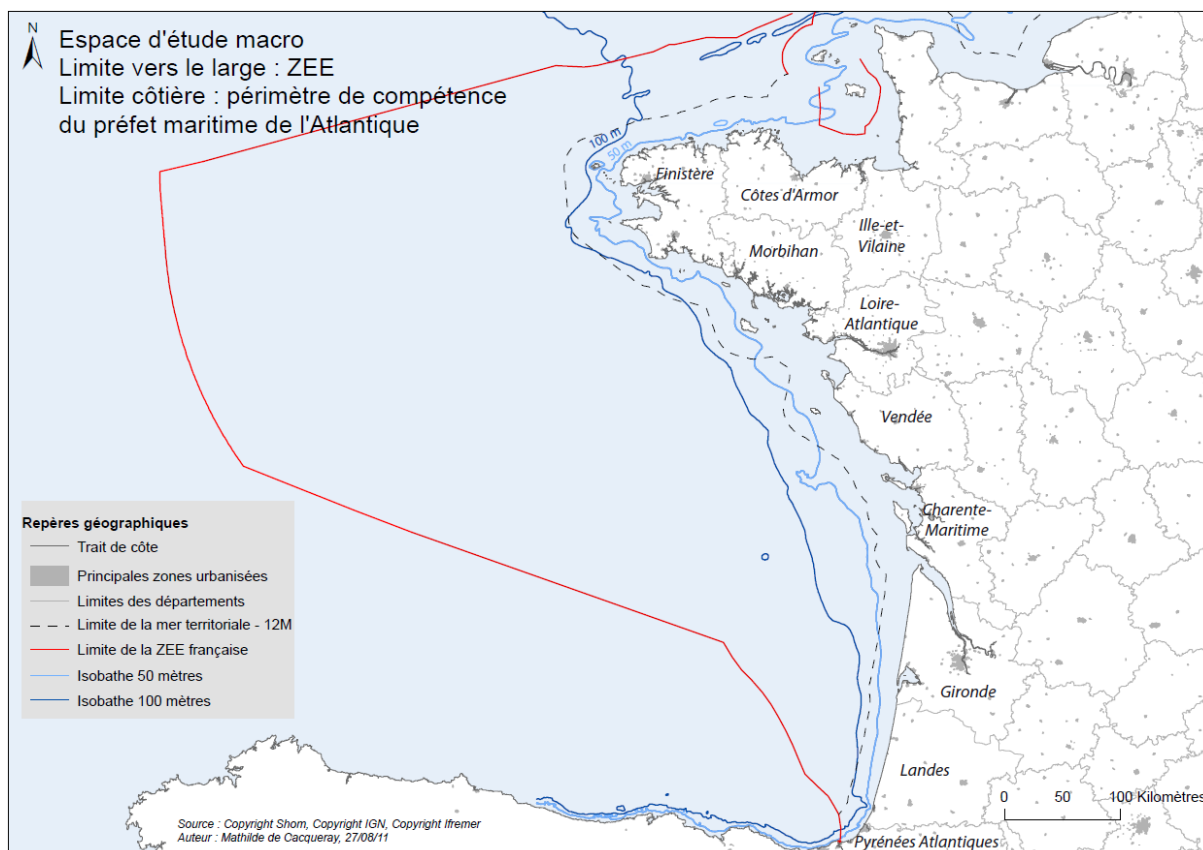 N
Espace d'étude macro
Limite vers le large : ZEE
Limite côtière : périmètre de compétence
du préfet maritime de l'Atlantique
100 m
50 m
Finistère
Côtes d'Armor
Ille-et-
Vilaine
Morbihan
Loire-
Atlantique
Vendée
Charente-
Maritime
Gironde
Landes
Pyrénées Atlantiques
Repères géographiques
Trait de côte
Principales zones urbanisées
Limites des départements
Limite de la mer territoriale - 12M
Limite de la ZEE française
Isobathe 50 mètres
Isobathe 100 mètres
0 50 100 Kilomètres
Source : Copyright Shom, Copyright IGN, Copyright Ifremer
Auteur : Mathilde de Cacqueray, 27/08/11